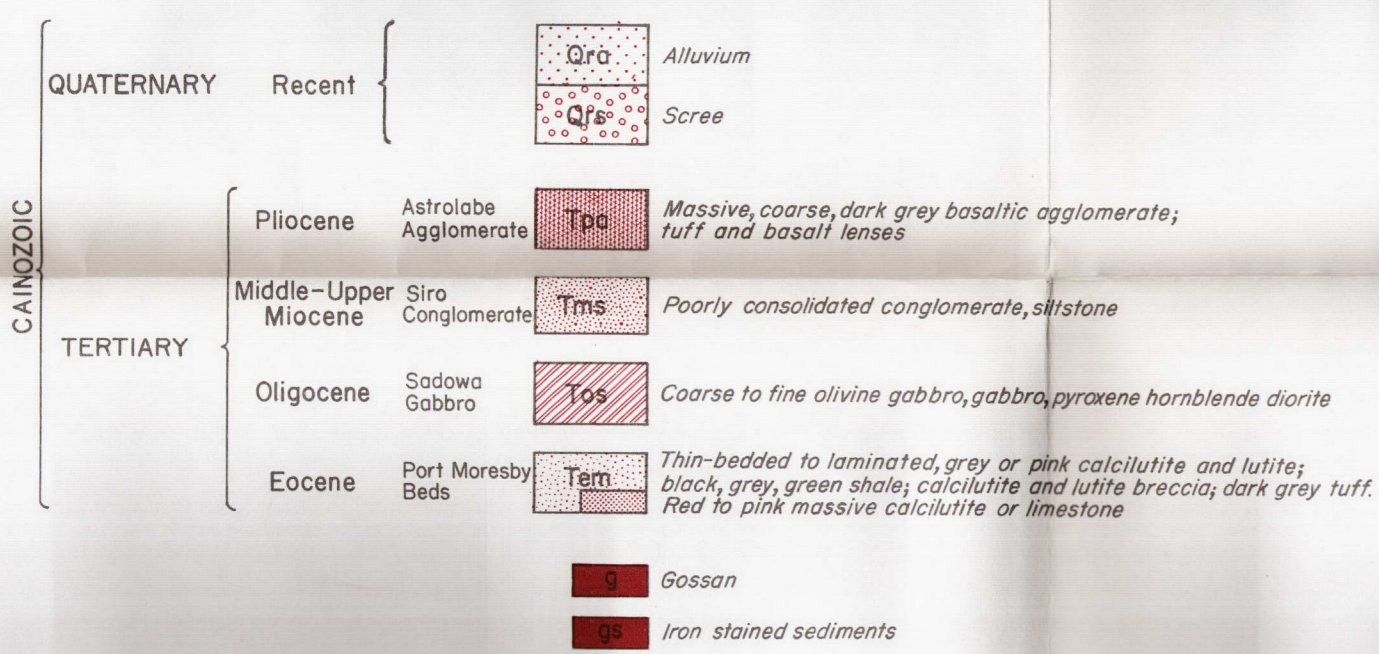 CAINOZOIC
QUATERNARY
Recent
Qra
Alluvium
Qrs
Scree
TERTIARY
Pliocene
Astrolabe
Agglomerate
Tpa
Massive, coarse, dark grey basaltic agglomerate;
tuff and basalt lenses
Middle-Upper
Miocene
Siro
Conglomerate
Tms
Poorly consolidated conglomerate, siltstone
Oligocene
Sadowa
Gabbro
Tos
Coarse to fine olivine gabbro, gabbro, pyroxene hornblende diorite
Eocene
Port Moresby
Beds
Tem
Thin-bedded to laminated, grey or pink calcilutite and lutite;
black, grey, green shale; calcilutite and lutite breccia; dark grey tuff.
Red to pink massive calcilutite or limestone
g
Gossan
gs
Iron stained sediments